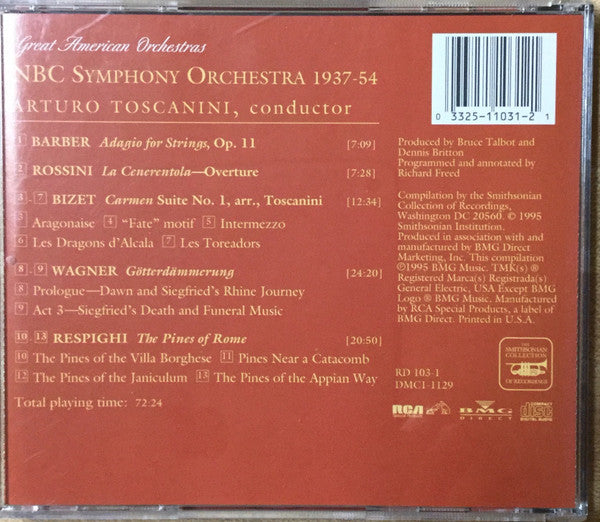 Great American Orchestras
NBC SYMPHONY ORCHESTRA 1937-54
ARTURO TOSCANINI, conductor
1 BARBER Adagio for Strings, Op. 11 [7:09]
2 ROSSINI La Cenerentola—Overture [7:28]
3-7 BIZET Carmen Suite No. 1, arr., Toscanini [12:34]
3 Aragonaise 4 “Fate” motif 5 Intermezzo
6 Les Dragons d'Alcala 7 Les Toreadors
8-9 WAGNER Götterdämmerung [24:20]
8 Prologue—Dawn and Siegfried's Rhine Journey
9 Act 3—Siegfried's Death and Funeral Music
10-13 RESPIGHI The Pines of Rome [20:50]
10 The Pines of the Villa Borghese 11 Pines Near a Catacomb
12 The Pines of the Janiculum 13 The Pines of the Appian Way
Total playing time: 72:24
0 3325-11031-2 1
Produced by Bruce Talbot and
Dennis Britton
Programmed and annotated by
Richard Freed
Compilation by the Smithsonian
Collection of Recordings,
Washington DC 20560. © 1995
Smithsonian Institution.
Produced in association with and
manufactured by BMG Direct
Marketing, Inc. This compilation
℗1995 BMG Music. TMK(s) ®
Registered Marca(s) Registrada(s)
General Electric, USA Except BMG
Logo ® BMG Music. Manufactured
by RCA Special Products, a label of
BMG Direct. Printed in U.S.A.
RD 103-1
DMC1-1129
THE
SMITHSONIAN
COLLECTION
OF RECORDINGS
RCA
BMG
DIRECT
COMPACT
disc
DIGITAL AUDIO